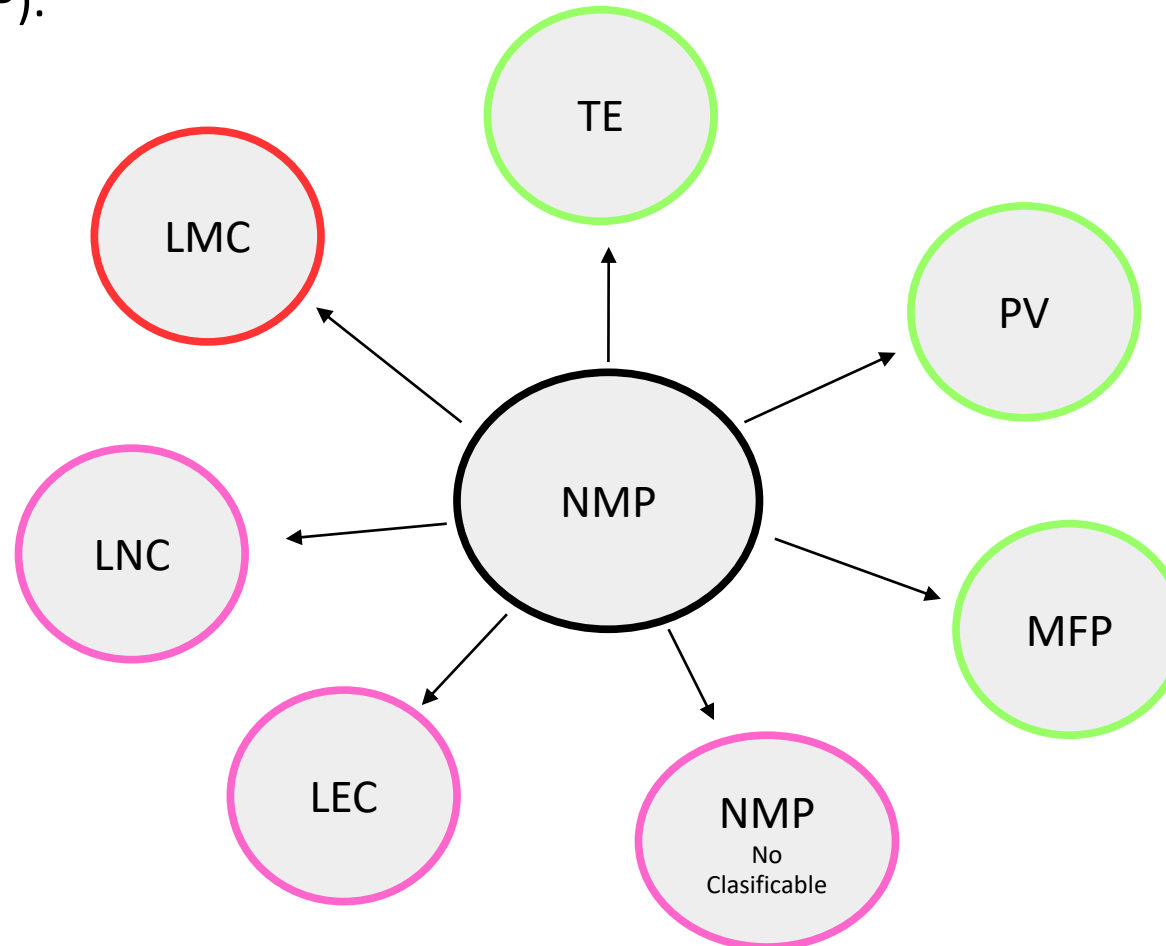 ).
TE
LMC
PV
NMP
LNC
MFP
LEC
NMP
No
Clasificable